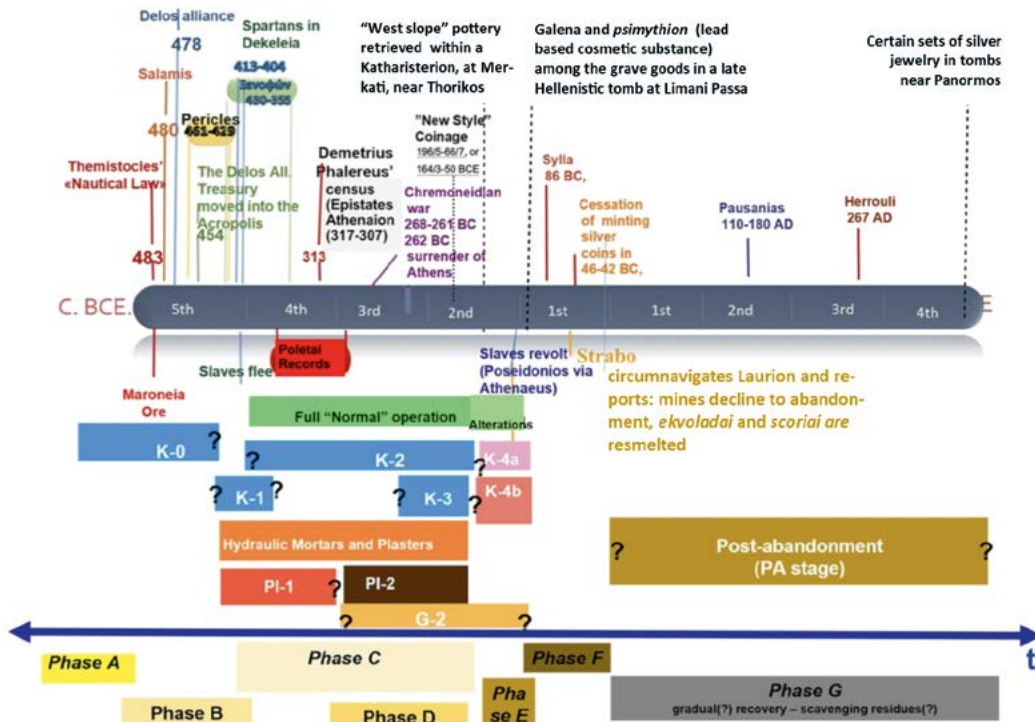 Delos alliance
478
Spartans in
Dekeleia
413-404
Ξενοφών
430-355
"West slope" pottery
retrieved within a
Katharisterion, at Mer-
kati, near Thorikos
Galena and psimythion (lead
based cosmetic substance)
among the grave goods in a late
Hellenistic tomb at Limani Passa
Certain sets of silver
jewelry in tombs
near Panormos
Salamis
480
Pericles
461-429
Themistocles'
«Nautical Law»
483
The Delos All.
Treasury
moved into the
Acropolis
454
Demetrius
Phalereus'
census
(Epistates
Athenaion
(317-307)
313
"New Style"
Coinage
196/5-66/7, or
164/3-50 BCE
Chremoneidian
war
268-261 BC
262 BC
surrender of
Athens
Sylla
86 BC,
Cessation
of minting
silver
coins in
46-42 BC,
Pausanias
110-180 AD
Herrouli
267 AD
C. BCE.
5th
4th
3rd
2nd
1st
1st
2nd
3rd
4th
E
Slaves flee
Poletai
Records
Slaves revolt
(Poseidonios via
Athenaeus)
Strabo
circumnavigates Laurion and re-
ports: mines decline to abandon-
ment, ekvoladai and scoriai are
resmelted
Maroneia
Ore
Full "Normal" operation
Alterations
K-0
?
?
K-2
?
K-4a
?
K-1
?
?
K-3
?
K-4b
Hydraulic Mortars and Plasters
PI-1
?
PI-2
?
G-2
?
?
Post-abandonment
(PA stage)
?
t
Phase A
Phase B
Phase C
Phase D
Pha
se E
Phase F
Phase G
gradual(?) recovery – scavenging residues(?)